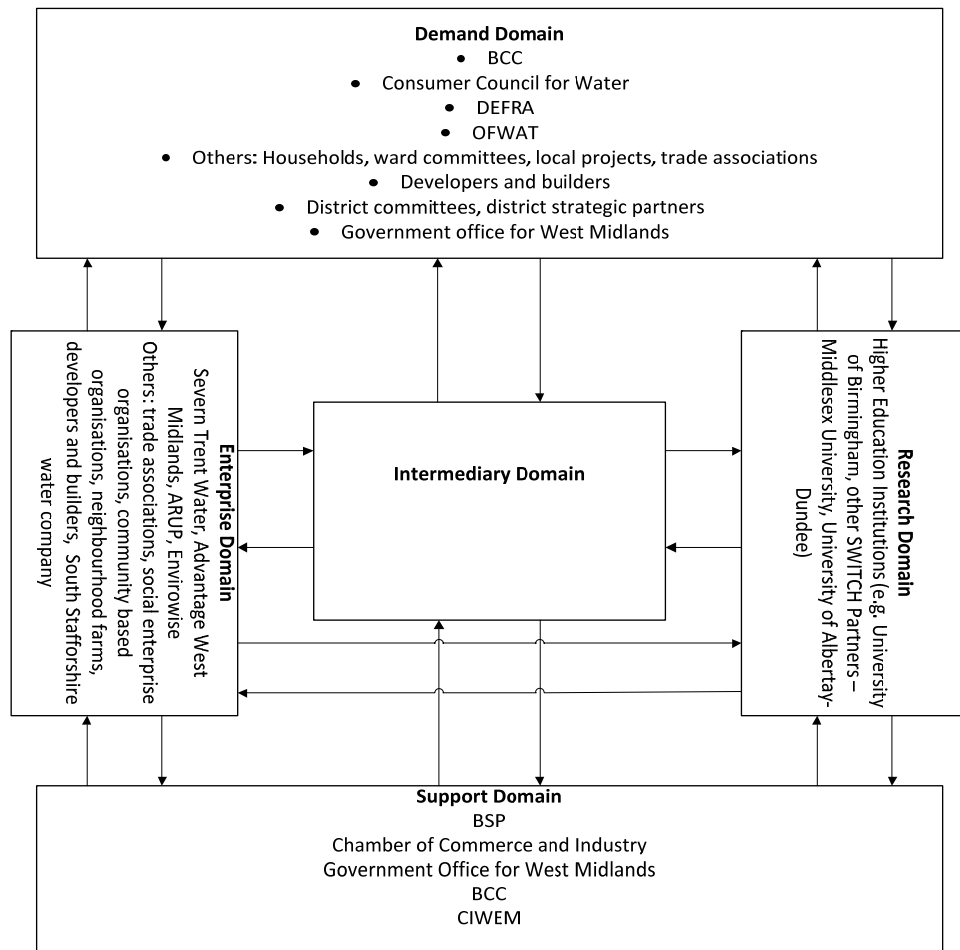 Demand Domain
• BCC
• Consumer Council for Water
• DEFRA
• OFWAT
• Others: Households, ward committees, local projects, trade associations
• Developers and builders
• District committees, district strategic partners
• Government office for West Midlands
Enterprise Domain
Severn Trent Water, Advantage West
Midlands, ARUP, Envirowise
Others: trade associations, social enterprise
organisations, community based
organisations, neighbourhood farms,
developers and builders, South Stafforshire
water company
Intermediary Domain
Research Domain
Higher Education Institutions (e.g. University
of Birmingham, other SWITCH Partners –
Middlesex University, University of Albertay-
Dundee)
Support Domain
BSP
Chamber of Commerce and Industry
Government Office for West Midlands
BCC
CIWEM